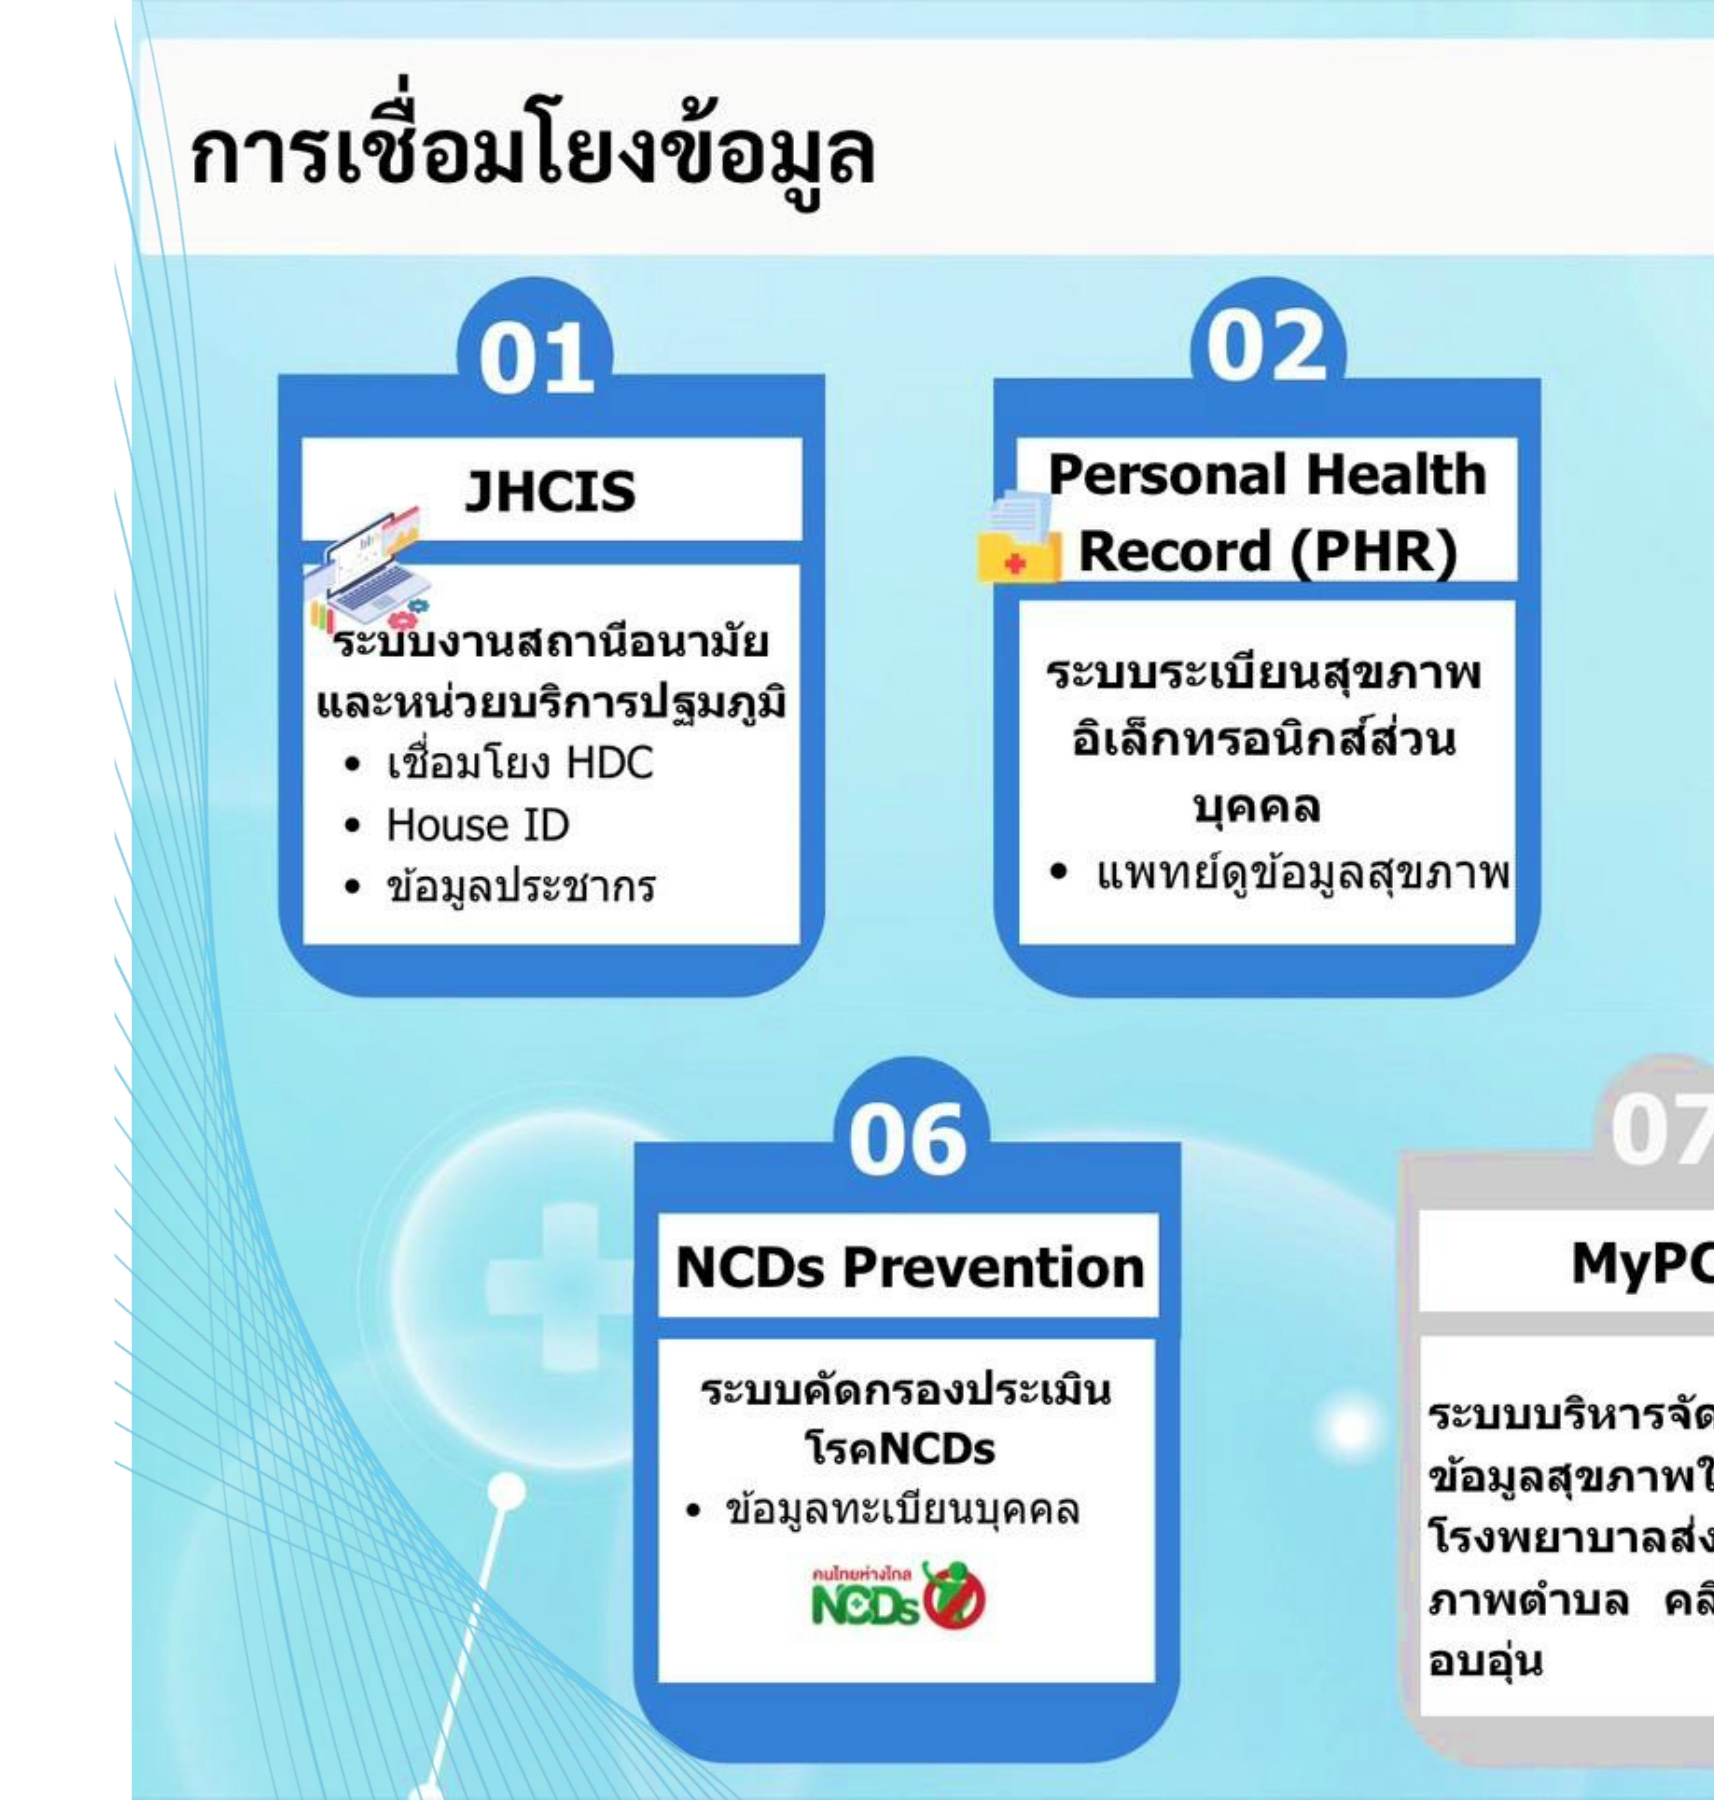 การเชื่อมโยงข้อมูล
01
JHCIS
ระบบงานสถานีอนามัย
และหน่วยบริการปฐมภูมิ
• เชื่อมโยง HDC
• House ID
• ข้อมูลประชากร
02
Personal Health
Record (PHR)
ระบบระเบียนสุขภาพ
อิเล็กทรอนิกส์ส่วน
บุคคล
• แพทย์ดูข้อมูลสุขภาพ
06
NCDs Prevention
ระบบคัดกรองประเมิน
โรคNCDs
• ข้อมูลทะเบียนบุคคล
คนไทยห่างไกล
NCDs
07
MyPC
ระบบบริหารจัด
ข้อมูลสุขภาพใ
โรงพยาบาลส่ง
ภาพตำบล คลิ
อบอุ่น